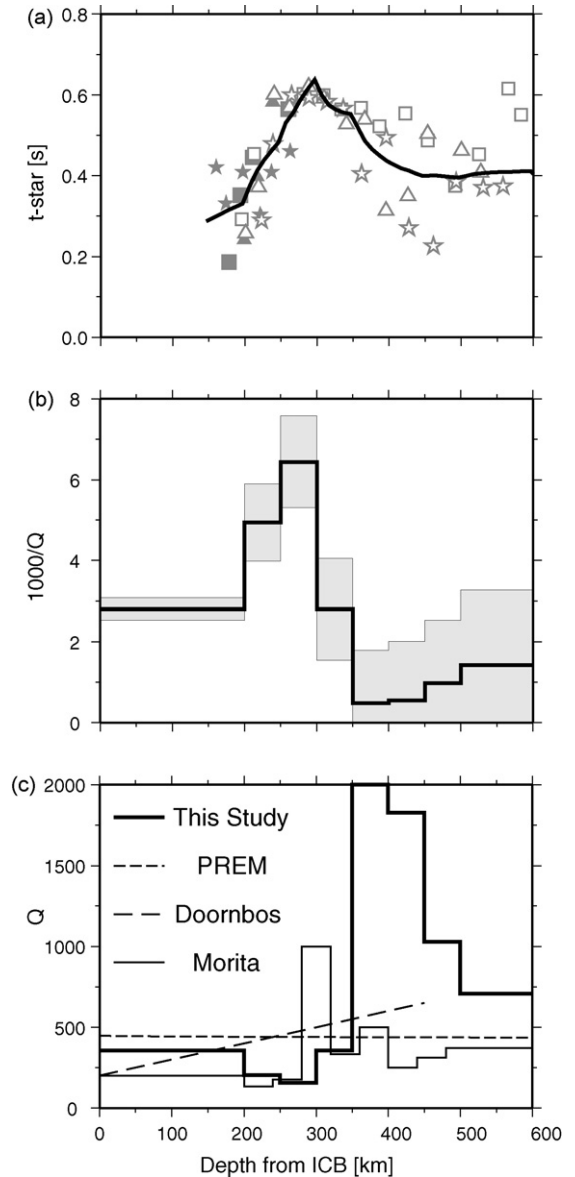 (a)
0.8
0.6
0.4
0.2
0.0
t-star [s]
(b)
8
6
4
2
0
1000/Q
(c)
2000
1500
1000
500
0
Q
This Study
PREM
Doornbos
Morita
0 100 200 300 400 500 600
Depth from ICB [km]